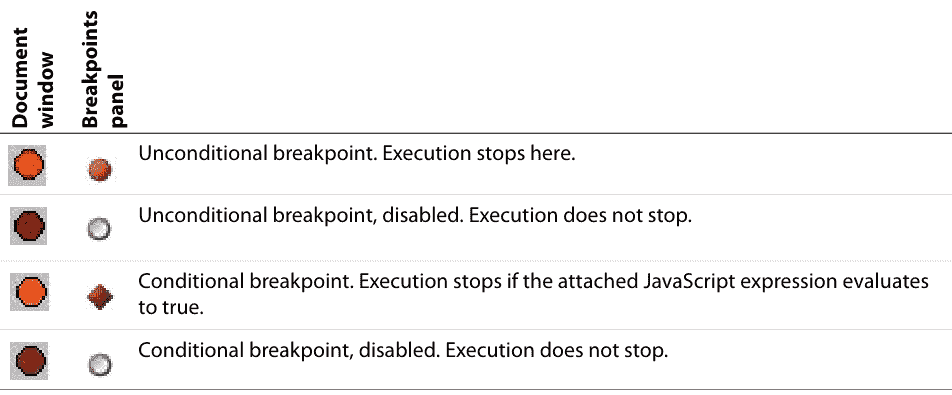 Document
window
Breakpoints
panel
Unconditional breakpoint. Execution stops here.
Unconditional breakpoint, disabled. Execution does not stop.
Conditional breakpoint. Execution stops if the attached JavaScript expression evaluates
to true.
Conditional breakpoint, disabled. Execution does not stop.